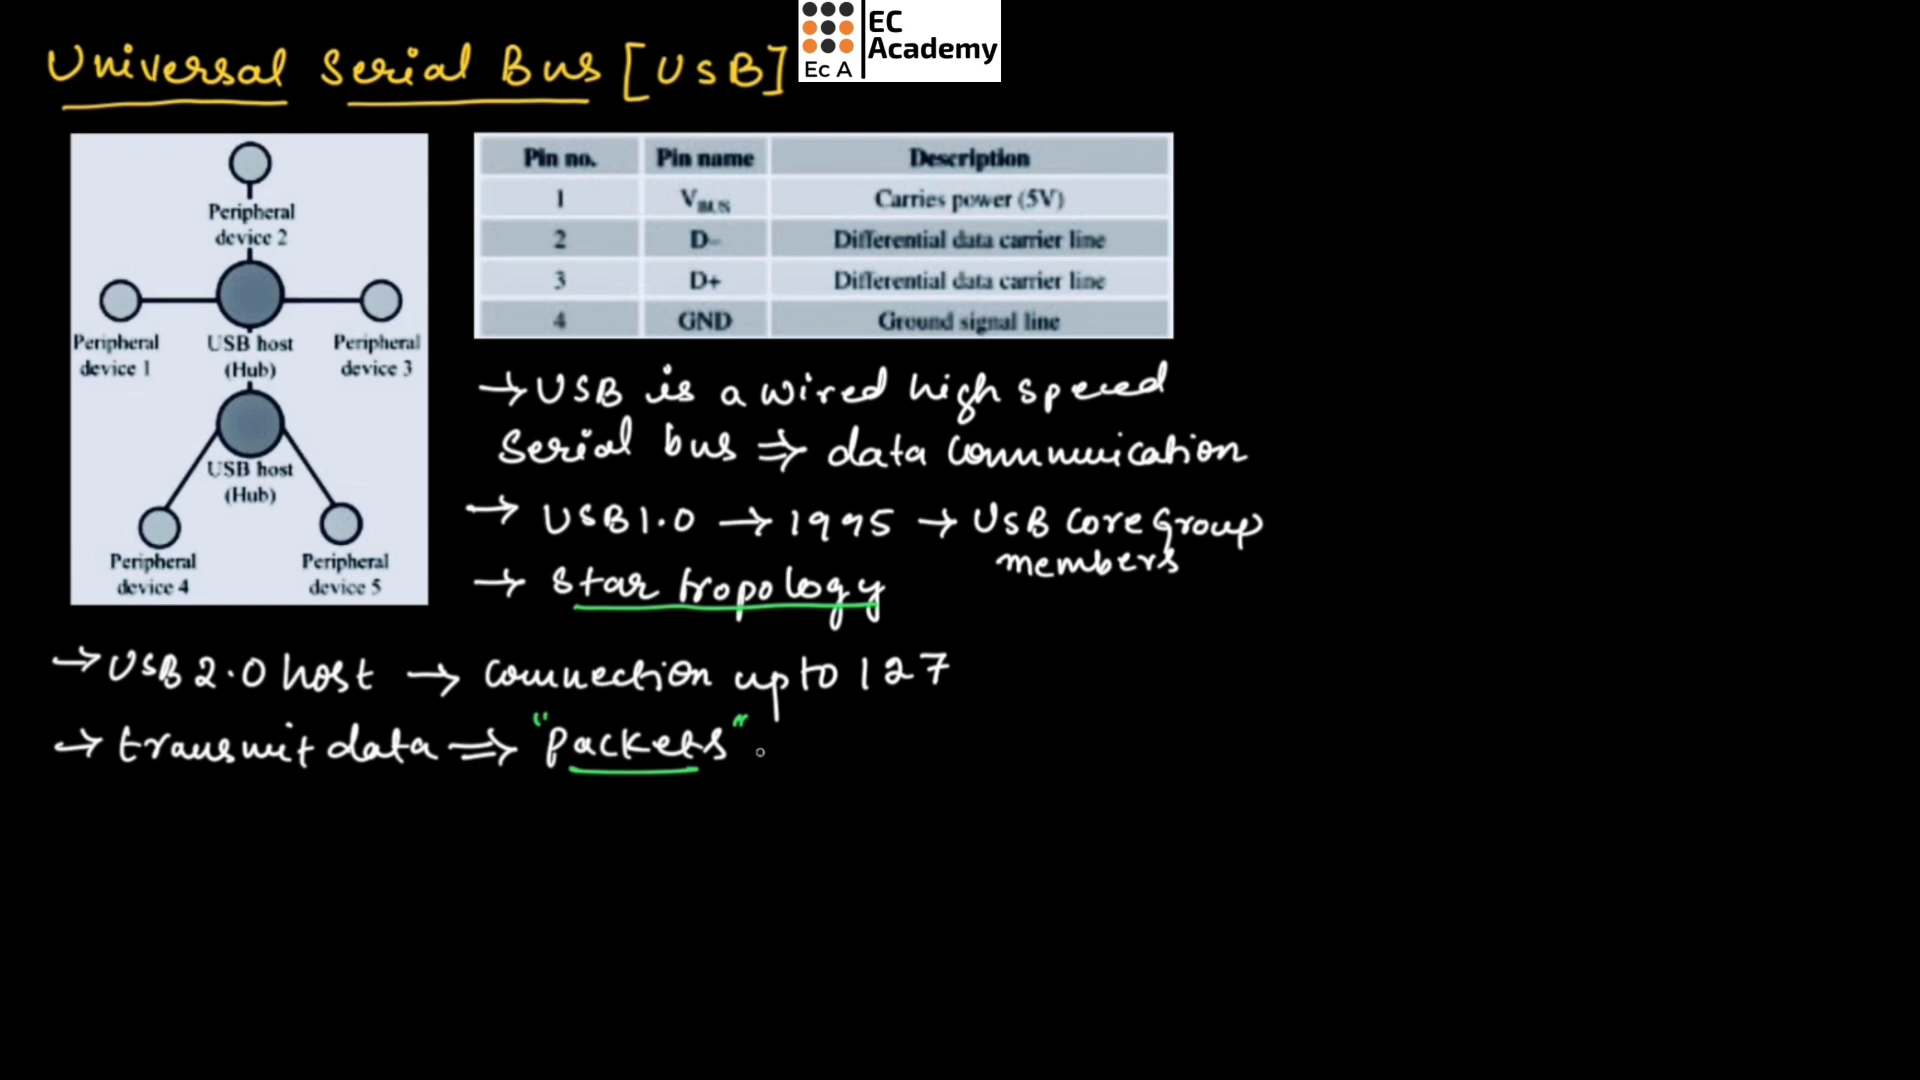 Universal Serial Bus [USB]
EC
Academy
Ec A
Peripheral
device 2
Peripheral
device 1
USB host
(Hub)
Peripheral
device 3
USB host
(Hub)
Peripheral
device 4
Peripheral
device 5
Pin no. Pin name Description
1 VBUS Carries power (5V)
2 D– Differential data carrier line
3 D+ Differential data carrier line
4 GND Ground signal line
→ USB is a wired high speed
Serial bus ⇒ data communication
→ USB 1.0 → 1995 → USB Core Group
members
→ Star tropology
→ USB 2.0 host → connection upto 127
→ transmit data ⇒ "Packets"